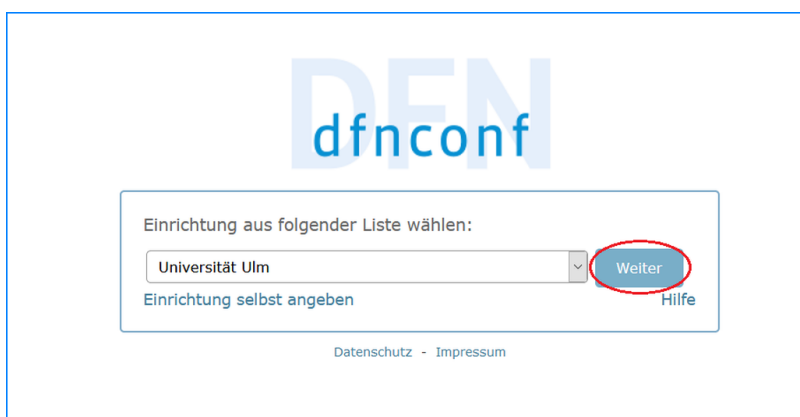 DFN
dfnconf
Einrichtung aus folgender Liste wählen:
Universität Ulm Weiter
Einrichtung selbst angeben Hilfe
Datenschutz - Impressum